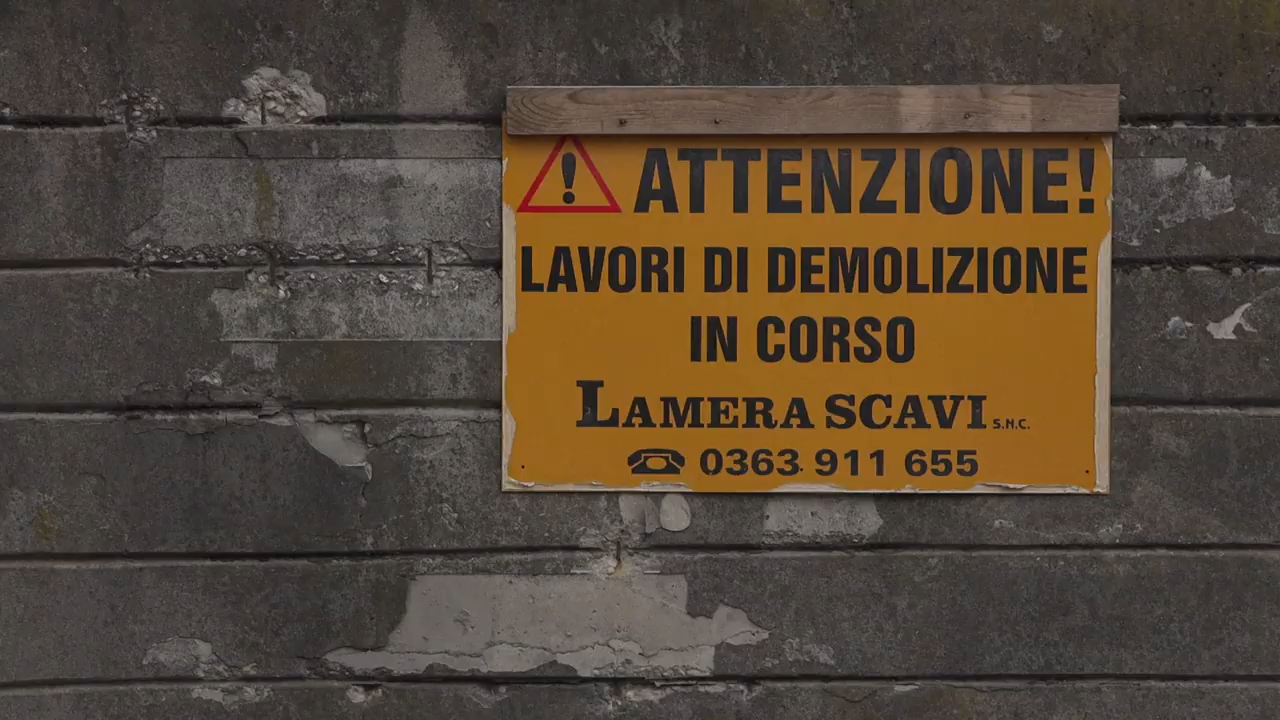 ATTENZIONE!
LAVORI DI DEMOLIZIONE
IN CORSO
LAMERA SCAVI S.N.C.
0363 911 655